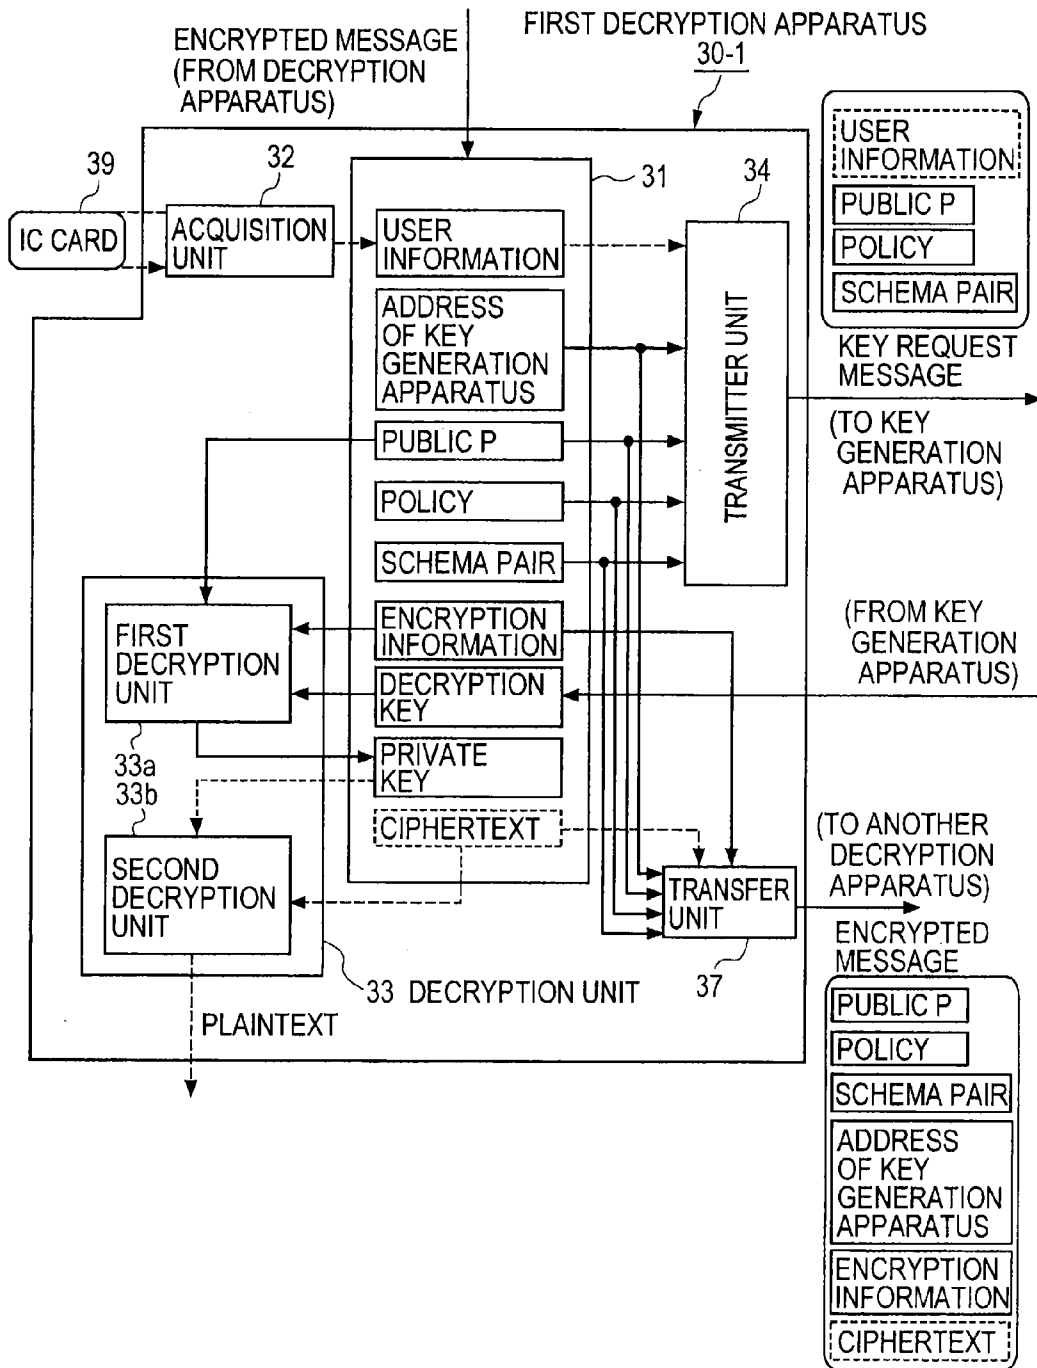 ENCRYPTED MESSAGE
(FROM DECRYPTION
APPARATUS)
FIRST DECRYPTION APPARATUS
30-1
39
IC CARD
32
ACQUISITION
UNIT
31
USER
INFORMATION
ADDRESS
OF KEY
GENERATION
APPARATUS
PUBLIC P
POLICY
SCHEMA PAIR
ENCRYPTION
INFORMATION
DECRYPTION
KEY
PRIVATE
KEY
CIPHERTEXT
34
TRANSMITTER UNIT
USER
INFORMATION
PUBLIC P
POLICY
SCHEMA PAIR
KEY REQUEST
MESSAGE
(TO KEY
GENERATION
APPARATUS)
(FROM KEY
GENERATION
APPARATUS)
FIRST
DECRYPTION
UNIT
33a
33b
SECOND
DECRYPTION
UNIT
33 DECRYPTION UNIT
PLAINTEXT
TRANSFER
UNIT
37
(TO ANOTHER
DECRYPTION
APPARATUS)
ENCRYPTED
MESSAGE
PUBLIC P
POLICY
SCHEMA PAIR
ADDRESS
OF KEY
GENERATION
APPARATUS
ENCRYPTION
INFORMATION
CIPHERTEXT